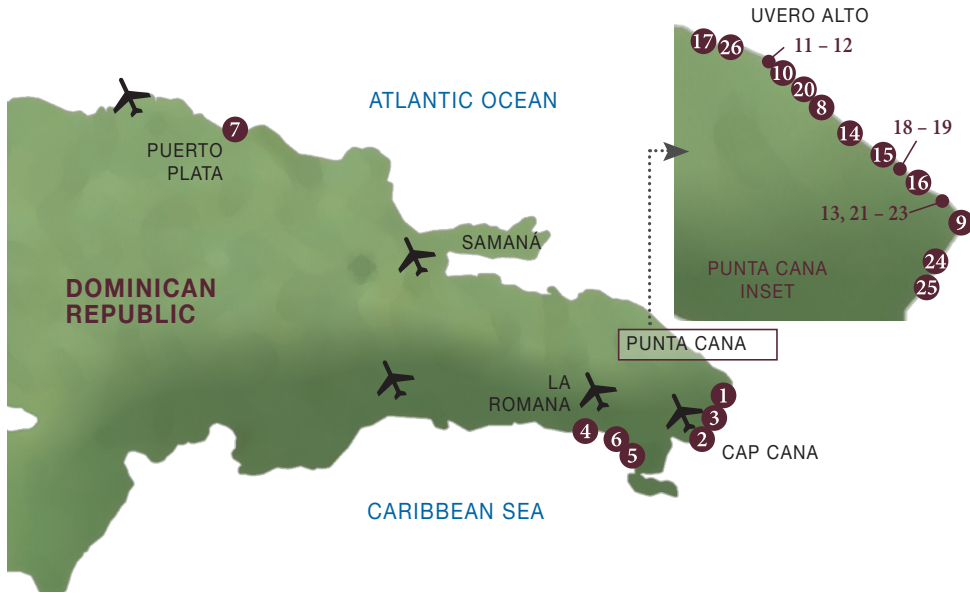 UVERO ALTO
17
26
11 – 12
10
20
8
14
15
18 – 19
16
13, 21 – 23
9
24
25
PUNTA CANA
INSET
ATLANTIC OCEAN
7
PUERTO
PLATA
SAMANÁ
DOMINICAN
REPUBLIC
PUNTA CANA
LA
ROMANA
1
3
2
4
6
5
CAP CANA
CARIBBEAN SEA